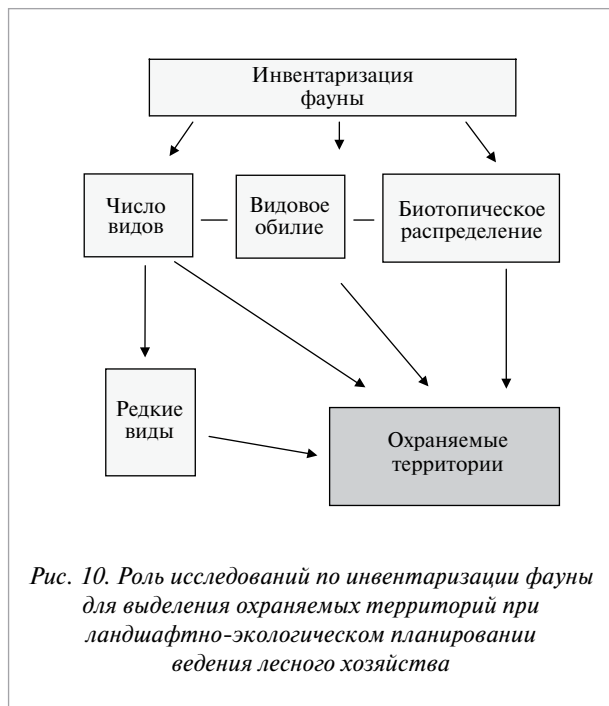 Инвентаризация
фауны
Число
видов
Видовое
обилие
Биотопическое
распределение
Редкие
виды
Охраняемые
территории
Рис. 10. Роль исследований по инвентаризации фауны
для выделения охраняемых территорий при
ландшафтно-экологическом планировании
ведения лесного хозяйства